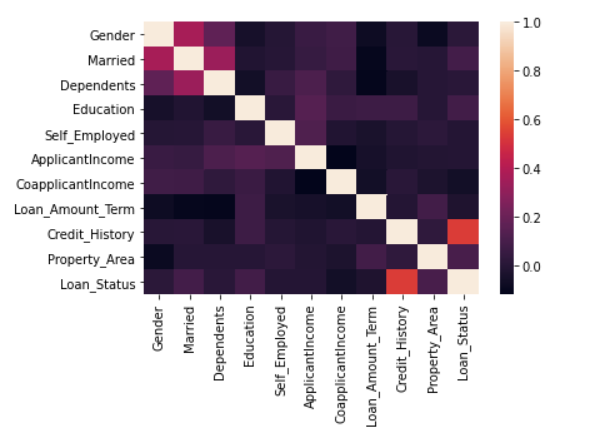 Gender
Married
Dependents
Education
Self_Employed
ApplicantIncome
CoapplicantIncome
Loan_Amount_Term
Credit_History
Property_Area
Loan_Status
Gender
Married
Dependents
Education
Self_Employed
ApplicantIncome
CoapplicantIncome
Loan_Amount_Term
Credit_History
Property_Area
Loan_Status
1.0
0.8
0.6
0.4
0.2
0.0